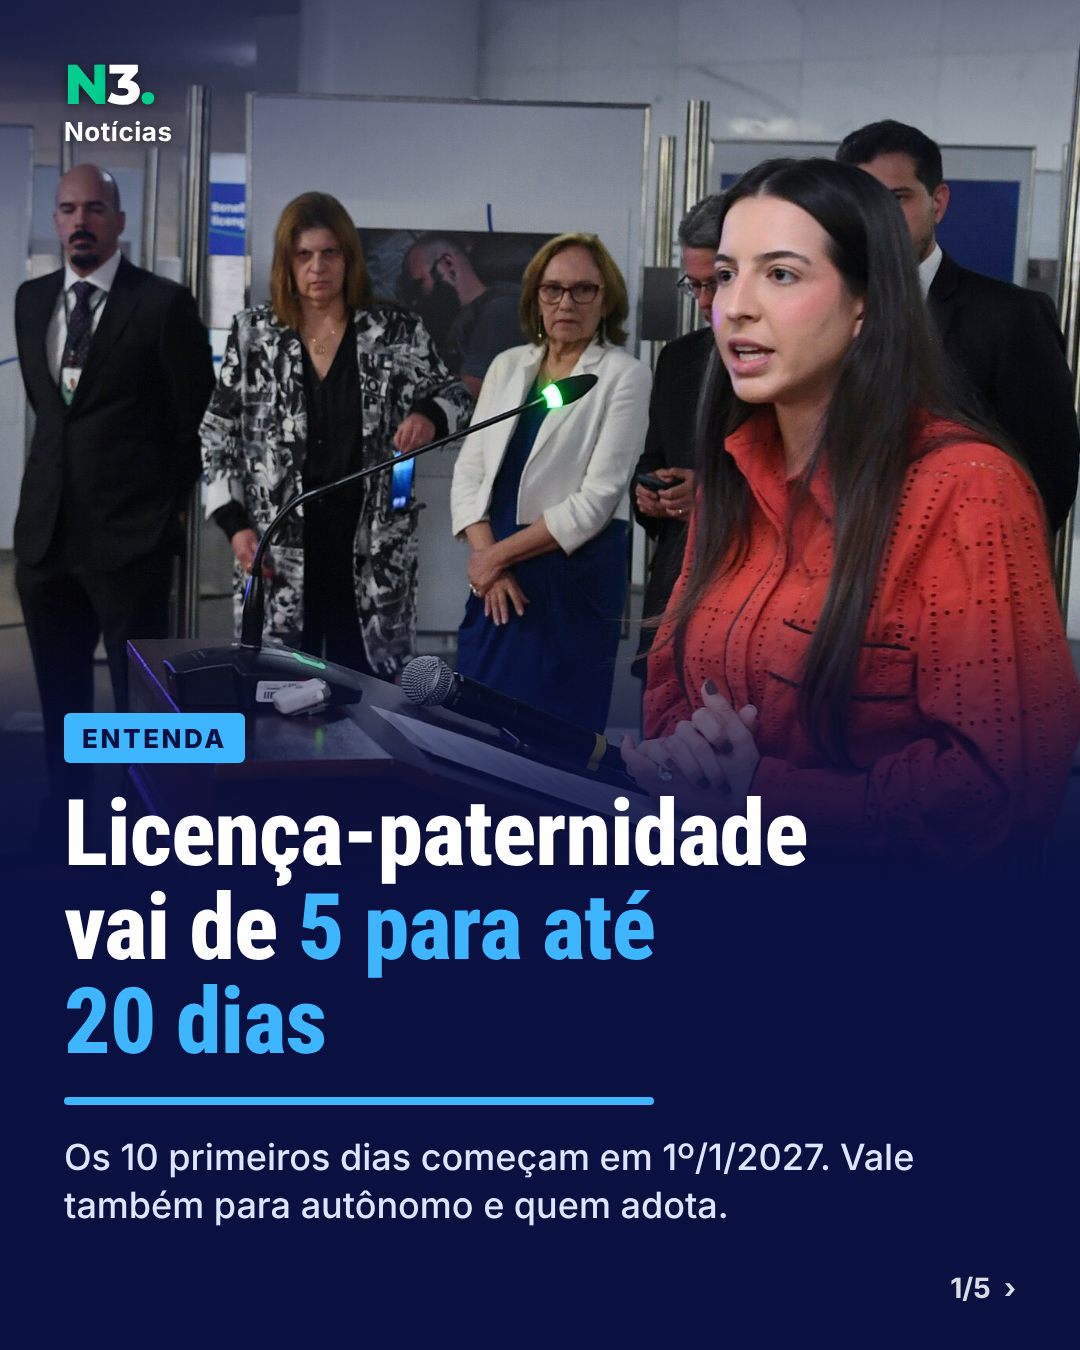 N3.
Notícias
ENTENDA
Licença-paternidade
vai de 5 para até
20 dias
Os 10 primeiros dias começam em 1º/1/2027. Vale
também para autônomo e quem adota.
1/5 ›